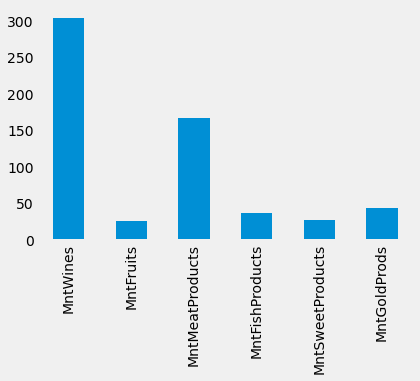 300
250
200
150
100
50
0
MntWines
MntFruits
MntMeatProducts
MntFishProducts
MntSweetProducts
MntGoldProds